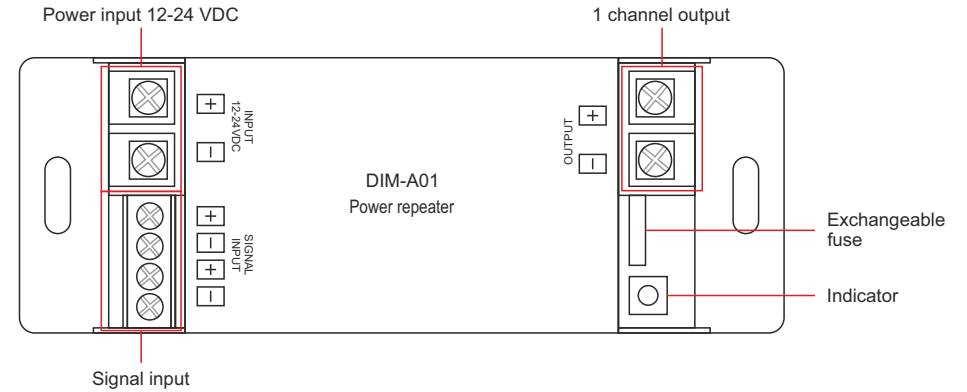 Power input 12-24 VDC
1 channel output
+
INPUT
12-24VDC
−
+
OUTPUT
−
DIM-A01
Power repeater
+
−
SIGNAL
INPUT
+
−
Exchangeable
fuse
Indicator
Signal input